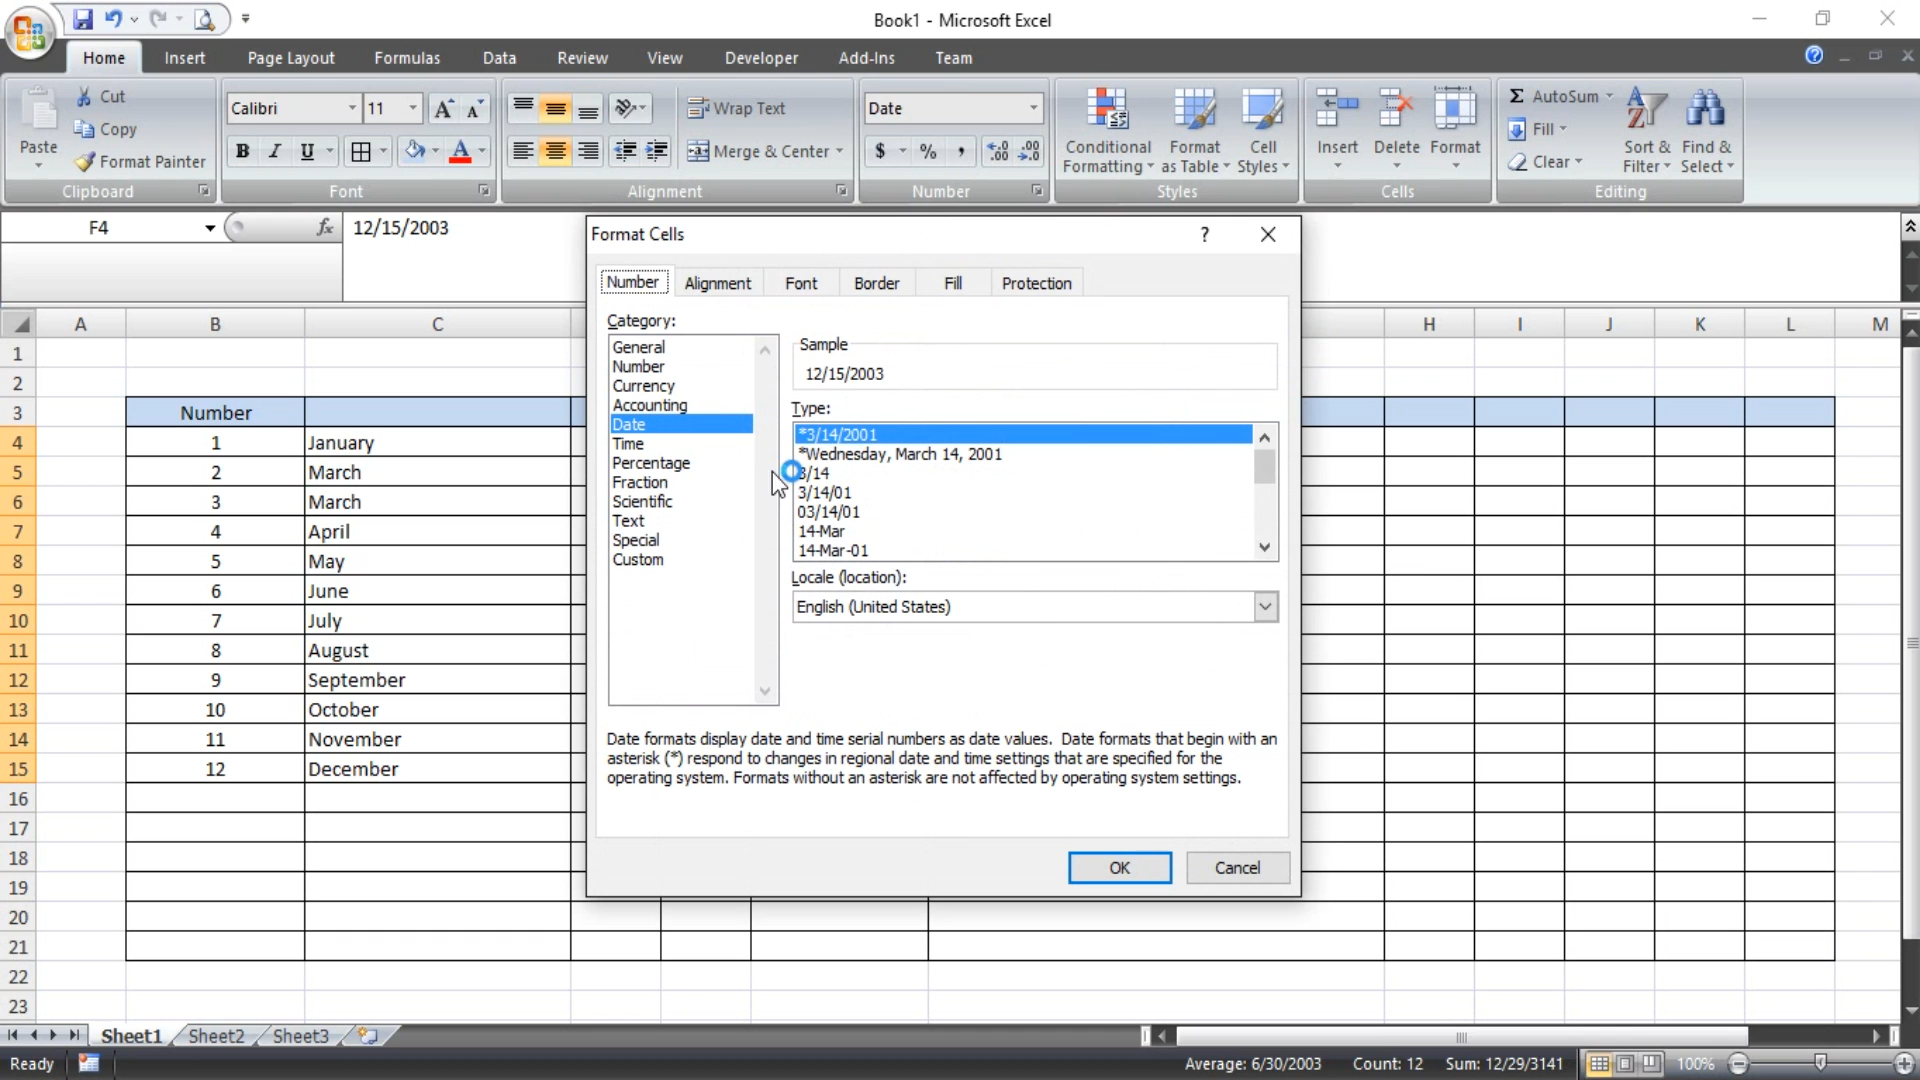 Book1 - Microsoft Excel
Home Insert Page Layout Formulas Data Review View Developer Add-Ins Team
Paste
Cut
Copy
Format Painter
Clipboard
Calibri 11
B I U A
Font
Wrap Text
Merge & Center
Alignment
Date
$ % ,
Number
Conditional Formatting
Format as Table
Cell Styles
Styles
Insert Delete Format
Cells
Σ AutoSum
Fill
Clear
Sort & Filter
Find & Select
Editing
F4 fx 12/15/2003
A B C H I J K L M
1
2
3 Number
4 1 January
5 2 March
6 3 March
7 4 April
8 5 May
9 6 June
10 7 July
11 8 August
12 9 September
13 10 October
14 11 November
15 12 December
16
17
18
19
20
21
22
23
Format Cells ?
Number Alignment Font Border Fill Protection
Category:
General
Number
Currency
Accounting
Date
Time
Percentage
Fraction
Scientific
Text
Special
Custom
Sample
12/15/2003
Type:
*3/14/2001
*Wednesday, March 14, 2001
3/14
3/14/01
03/14/01
14-Mar
14-Mar-01
Locale (location):
English (United States)
Date formats display date and time serial numbers as date values. Date formats that begin with an
asterisk (*) respond to changes in regional date and time settings that are specified for the
operating system. Formats without an asterisk are not affected by operating system settings.
OK Cancel
Sheet1 Sheet2 Sheet3
Ready Average: 6/30/2003 Count: 12 Sum: 12/29/3141 100%